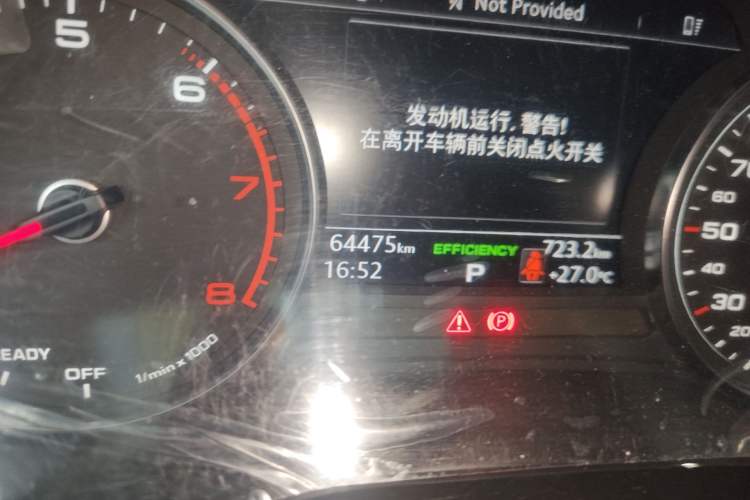 Not Provided
5
6
7
8
发动机运行, 警告!
在离开车辆前关闭点火开关
64475km
EFFICIENCY
723.2km
16:52
P
+27.0°C
READY
OFF
1/min x 1000
70
60
50
40
30
20